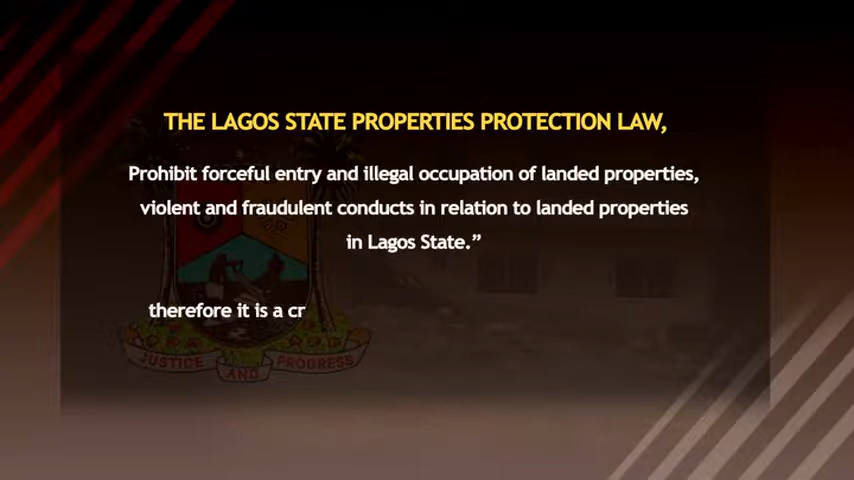 THE LAGOS STATE PROPERTIES PROTECTION LAW,
Prohibit forceful entry and illegal occupation of landed properties,
violent and fraudulent conducts in relation to landed properties
in Lagos State.”
therefore it is a cr
JUSTICE AND PROGRESS